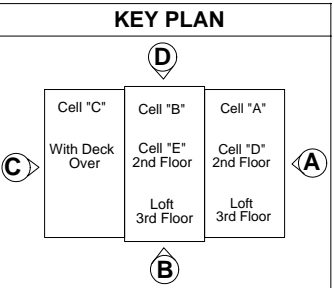 KEY PLAN
D
Cell "C"
With Deck
Over
Cell "B"
Cell "E"
2nd Floor
Loft
3rd Floor
Cell "A"
Cell "D"
2nd Floor
Loft
3rd Floor
C
A
B